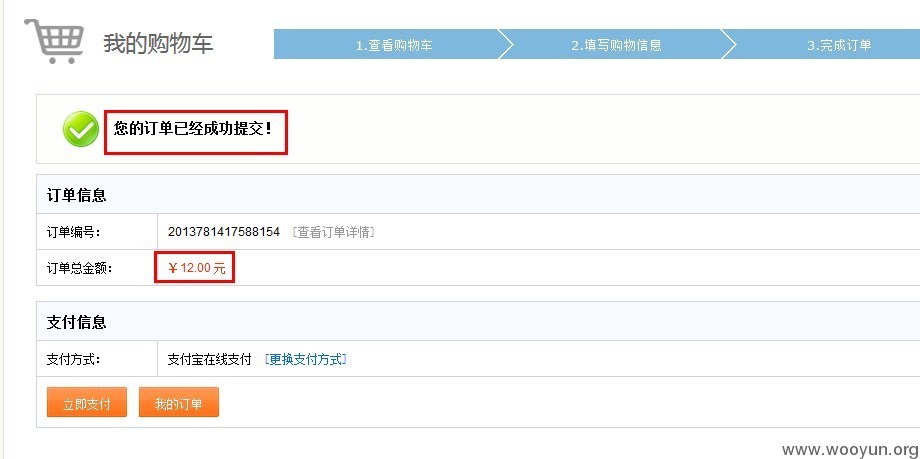 我的购物车
1.查看购物车 2.填写购物信息 3.完成订单
您的订单已经成功提交!
订单信息
订单编号: 2013781417588154 [查看订单详情]
订单总金额: ¥12.00元
支付信息
支付方式: 支付宝在线支付 [更换支付方式]
立即支付 我的订单
www.wooyun.org